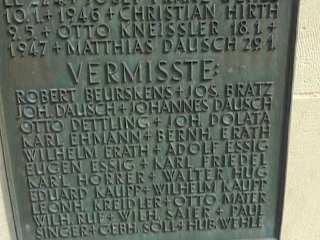 10.1.+1946+CHRISTIAN HIRTH
9.5.+OTTO KNEISSLER 18.1.+
1947+MATTHIAS DAUSCH 29.1.
VERMISSTE:
ROBERT BEURSKENS+JOS. BRATZ
JOH. DAUSCH+JOHANNES DAUSCH
OTTO DETTLING+JOH. DOLATA
KARL EHMANN+BERNH. ERATH
WILHELM ERATH+ADOLF ESSIG
EUGEN ESSIG+KARL FRIEDEL
KARL HORRER+WALTER HUG
EDUARD KAUPP+WILHELM KAUPP
LEONH. KREIDLER+OTTO MATER
WILH. RUF+WILH. SAIER+PAUL
SINGER+GEBH. SOLL+HUB. WEHLE